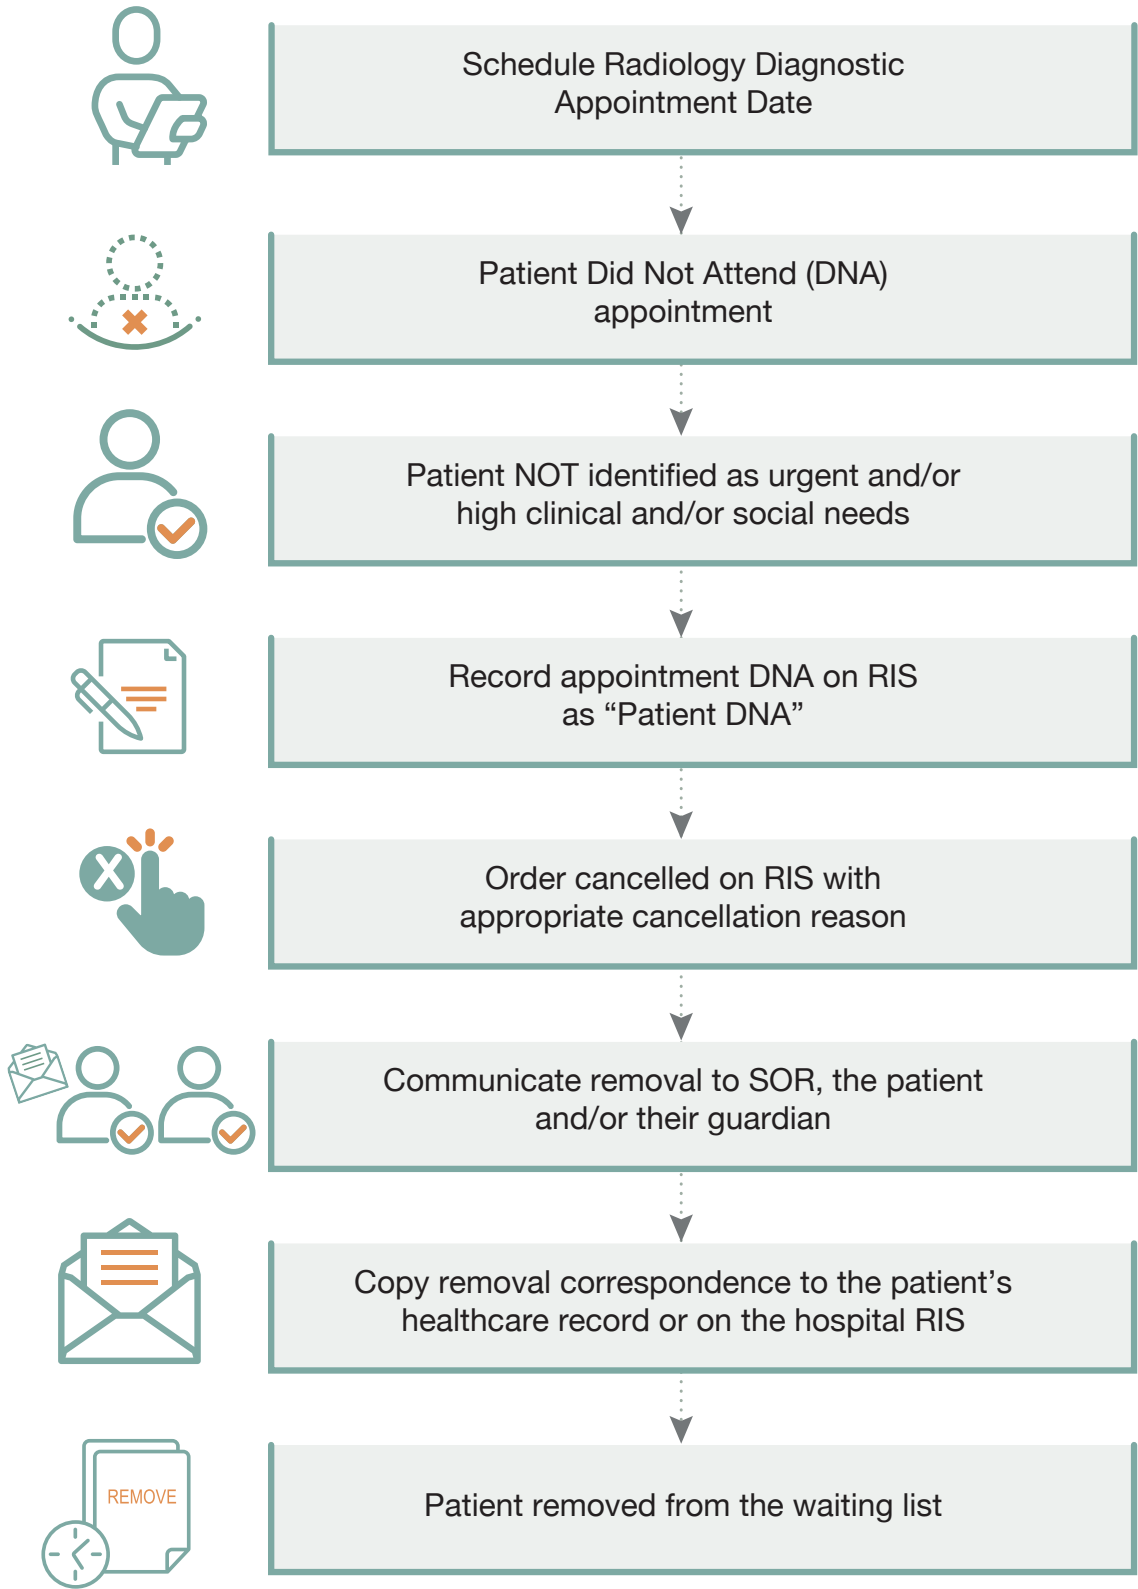 Schedule Radiology Diagnostic
Appointment Date
Patient Did Not Attend (DNA)
appointment
Patient NOT identified as urgent and/or
high clinical and/or social needs
Record appointment DNA on RIS
as “Patient DNA”
X
Order cancelled on RIS with
appropriate cancellation reason
Communicate removal to SOR, the patient
and/or their guardian
Copy removal correspondence to the patient’s
healthcare record or on the hospital RIS
REMOVE
Patient removed from the waiting list